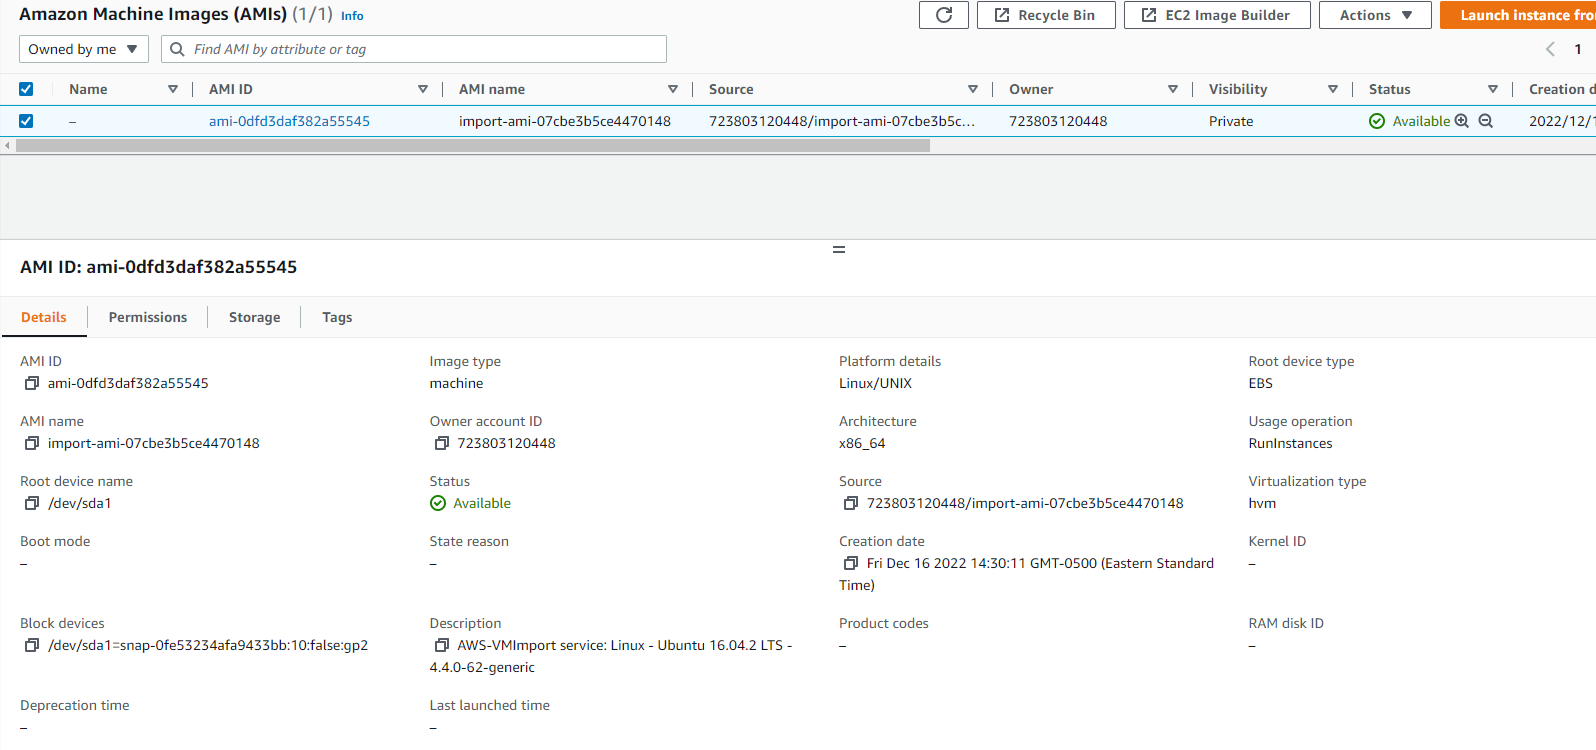 Amazon Machine Images (AMIs) (1/1) Info
Recycle Bin
EC2 Image Builder
Actions
Launch instance from
Owned by me
Find AMI by attribute or tag
1
Name AMI ID AMI name Source Owner Visibility Status Creation d
– ami-0dfd3daf382a55545 import-ami-07cbe3b5ce4470148 723803120448/import-ami-07cbe3b5c... 723803120448 Private Available 2022/12/1
AMI ID: ami-0dfd3daf382a55545
Details Permissions Storage Tags
AMI ID Image type Platform details Root device type
ami-0dfd3daf382a55545 machine Linux/UNIX EBS
AMI name Owner account ID Architecture Usage operation
import-ami-07cbe3b5ce4470148 723803120448 x86_64 RunInstances
Root device name Status Source Virtualization type
/dev/sda1 Available 723803120448/import-ami-07cbe3b5ce4470148 hvm
Boot mode State reason Creation date Kernel ID
– – Fri Dec 16 2022 14:30:11 GMT-0500 (Eastern Standard –
Time)
Block devices Description Product codes RAM disk ID
/dev/sda1=snap-0fe53234afa9433bb:10:false:gp2 AWS-VMImport service: Linux - Ubuntu 16.04.2 LTS - – –
4.4.0-62-generic
Deprecation time Last launched time
– –